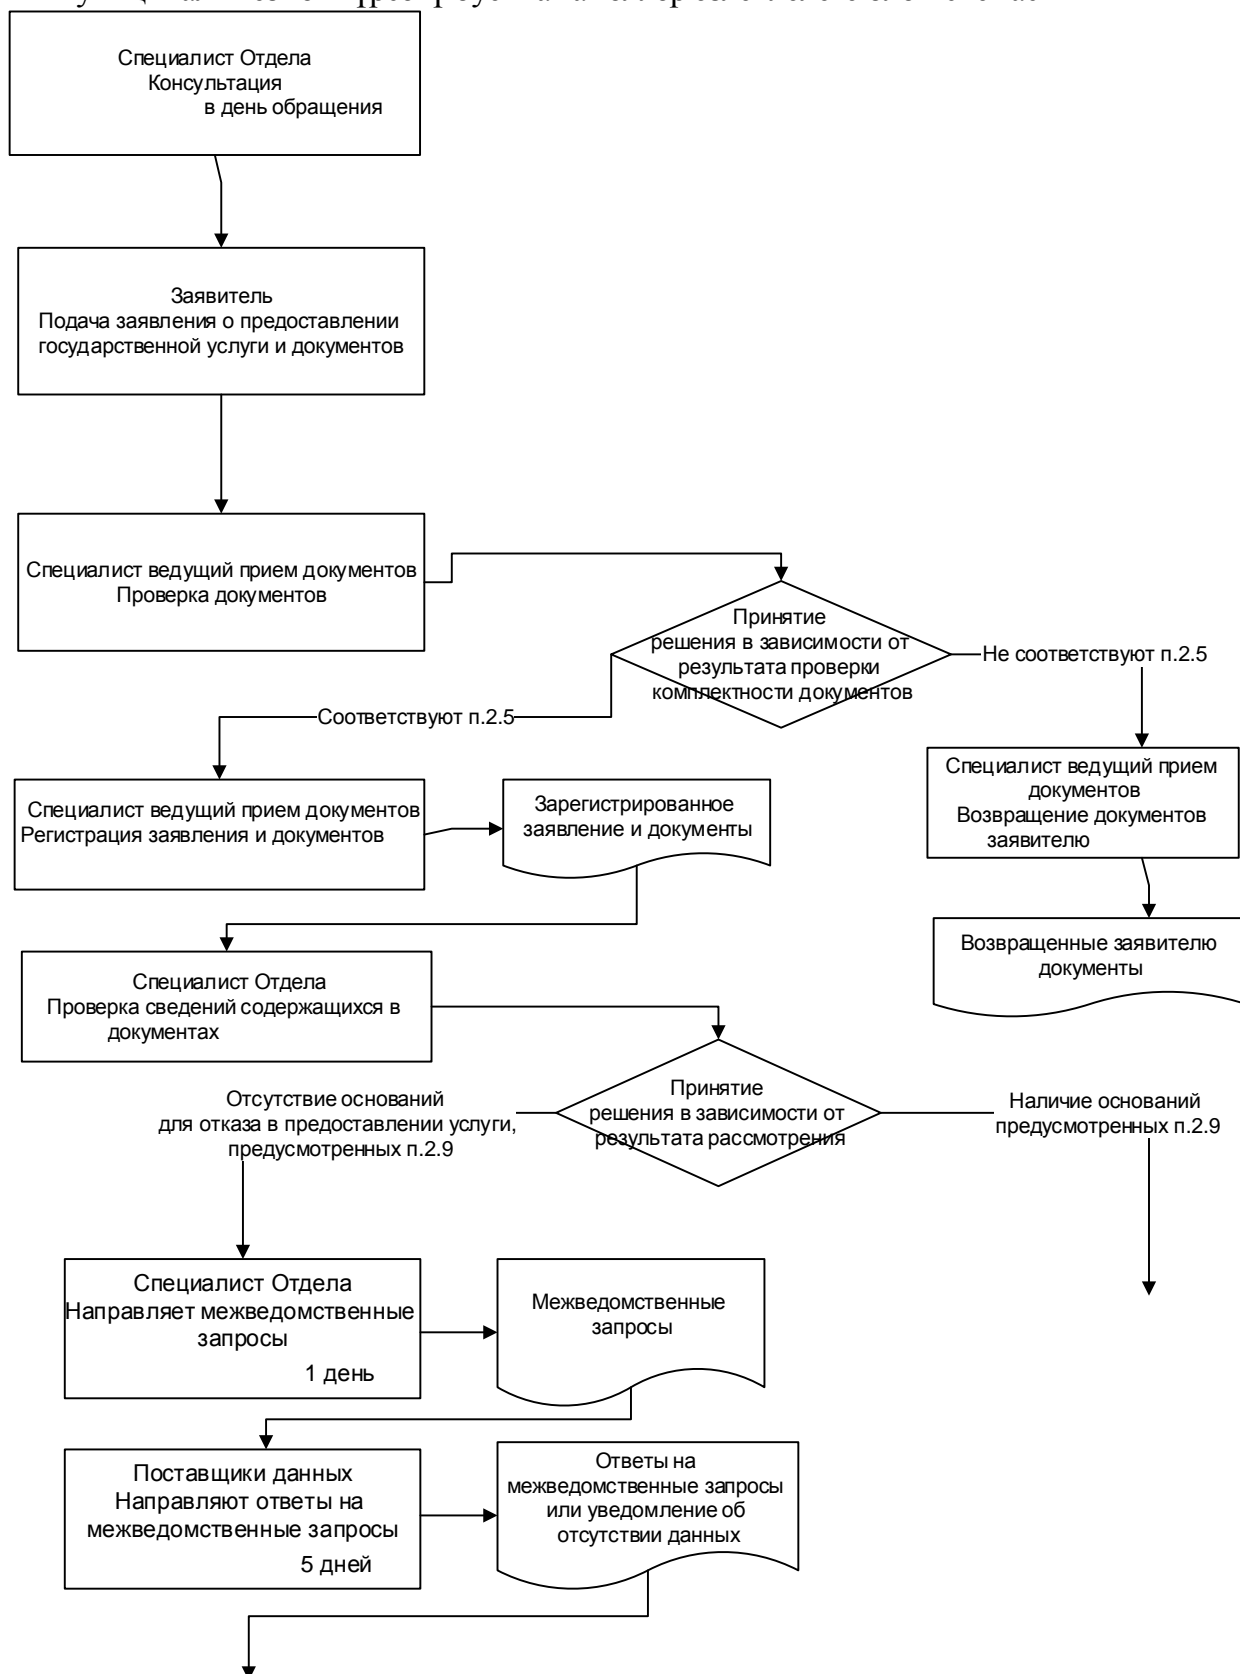 Специалист Отдела
Консультация
в день обращения
Заявитель
Подача заявления о предоставлении
государственной услуги и документов
Специалист ведущий прием документов
Проверка документов
Принятие
решения в зависимости от
результата проверки
комплектности документов
Не соответствуют п.2.5
Соответствуют п.2.5
Специалист ведущий прием
документов
Возвращение документов
заявителю
Специалист ведущий прием документов
Регистрация заявления и документов
Зарегистрированное
заявление и документы
Возвращенные заявителю
документы
Специалист Отдела
Проверка сведений содержащихся в
документах
Принятие
решения в зависимости от
результата рассмотрения
Отсутствие оснований
для отказа в предоставлении услуги,
предусмотренных п.2.9
Наличие оснований
предусмотренных п.2.9
Специалист Отдела
Направляет межведомственные
запросы
1 день
Межведомственные
запросы
Поставщики данных
Направляют ответы на
межведомственные запросы
5 дней
Ответы на
межведомственные запросы
или уведомление об
отсутствии данных